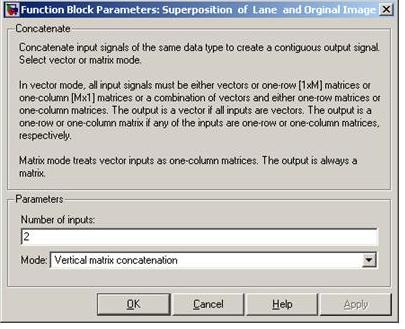 Function Block Parameters: Superposition of Lane and Orginal Image
Concatenate
Concatenate input signals of the same data type to create a contiguous output signal.
Select vector or matrix mode.
In vector mode, all input signals must be either vectors or one-row [1xM] matrices or
one-column [Mx1] matrices or a combination of vectors and either one-row matrices or
one-column matrices. The output is a vector if all inputs are vectors. The output is a
one-row or one-column matrix if any of the inputs are one-row or one-column matrices,
respectively.
Matrix mode treats vector inputs as one-column matrices. The output is always a
matrix.
Parameters
Number of inputs:
2
Mode: Vertical matrix concatenation
OK Cancel Help Apply